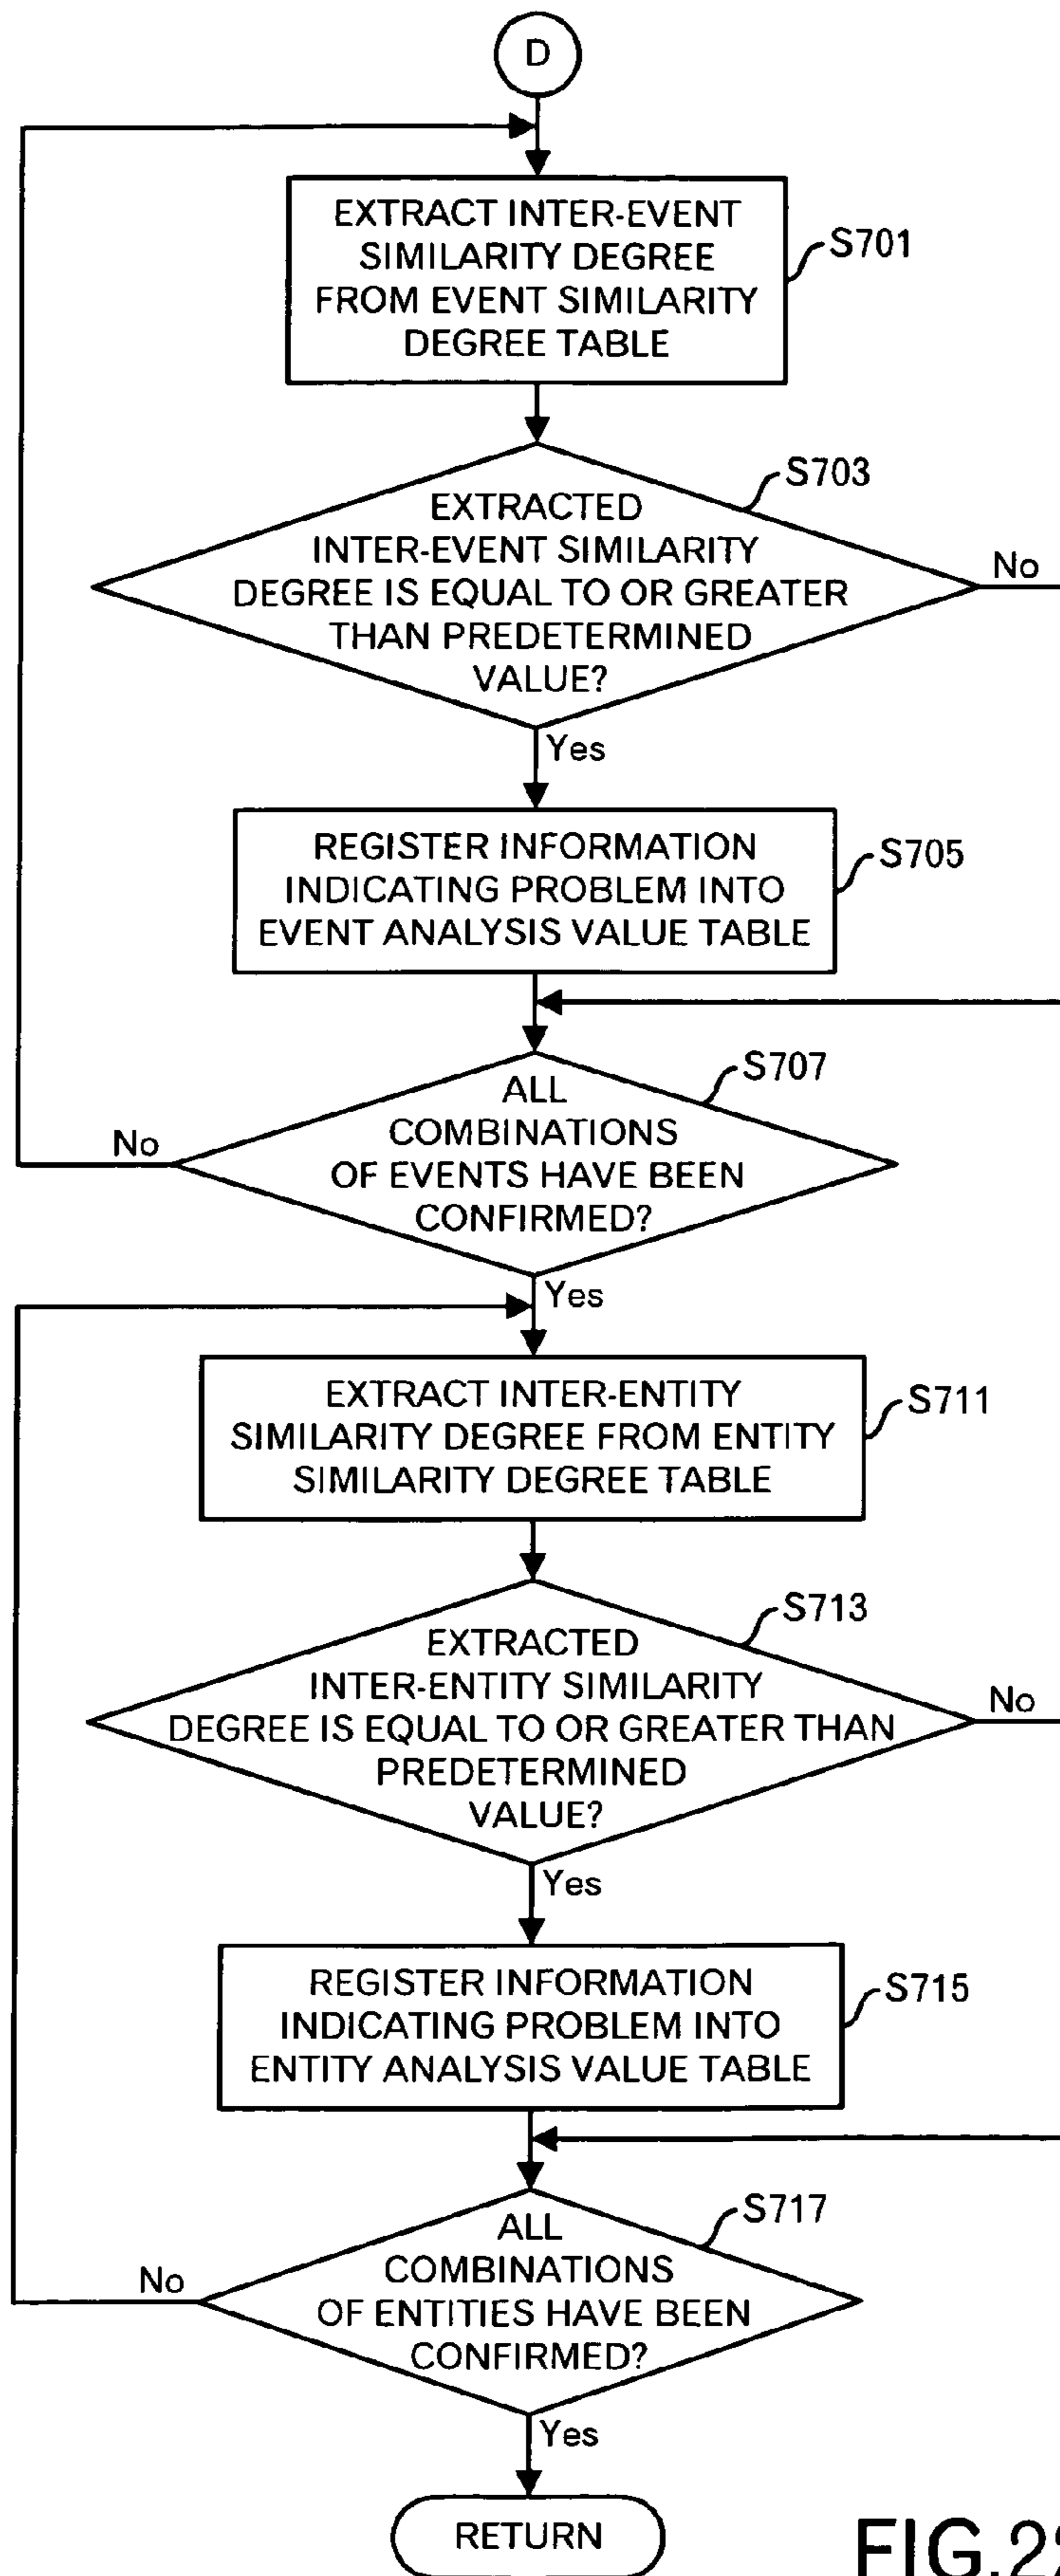 D
EXTRACT INTER-EVENT
SIMILARITY DEGREE
FROM EVENT SIMILARITY
DEGREE TABLE
S701
S703
EXTRACTED
INTER-EVENT SIMILARITY
DEGREE IS EQUAL TO OR GREATER
THAN PREDETERMINED
VALUE?
No
Yes
REGISTER INFORMATION
INDICATING PROBLEM INTO
EVENT ANALYSIS VALUE TABLE
S705
S707
ALL
COMBINATIONS
OF EVENTS HAVE BEEN
CONFIRMED?
No
Yes
EXTRACT INTER-ENTITY
SIMILARITY DEGREE FROM ENTITY
SIMILARITY DEGREE TABLE
S711
S713
EXTRACTED
INTER-ENTITY SIMILARITY
DEGREE IS EQUAL TO OR GREATER THAN
PREDETERMINED
VALUE?
No
Yes
REGISTER INFORMATION
INDICATING PROBLEM INTO
ENTITY ANALYSIS VALUE TABLE
S715
S717
ALL
COMBINATIONS
OF ENTITIES HAVE BEEN
CONFIRMED?
No
Yes
RETURN
FIG.22